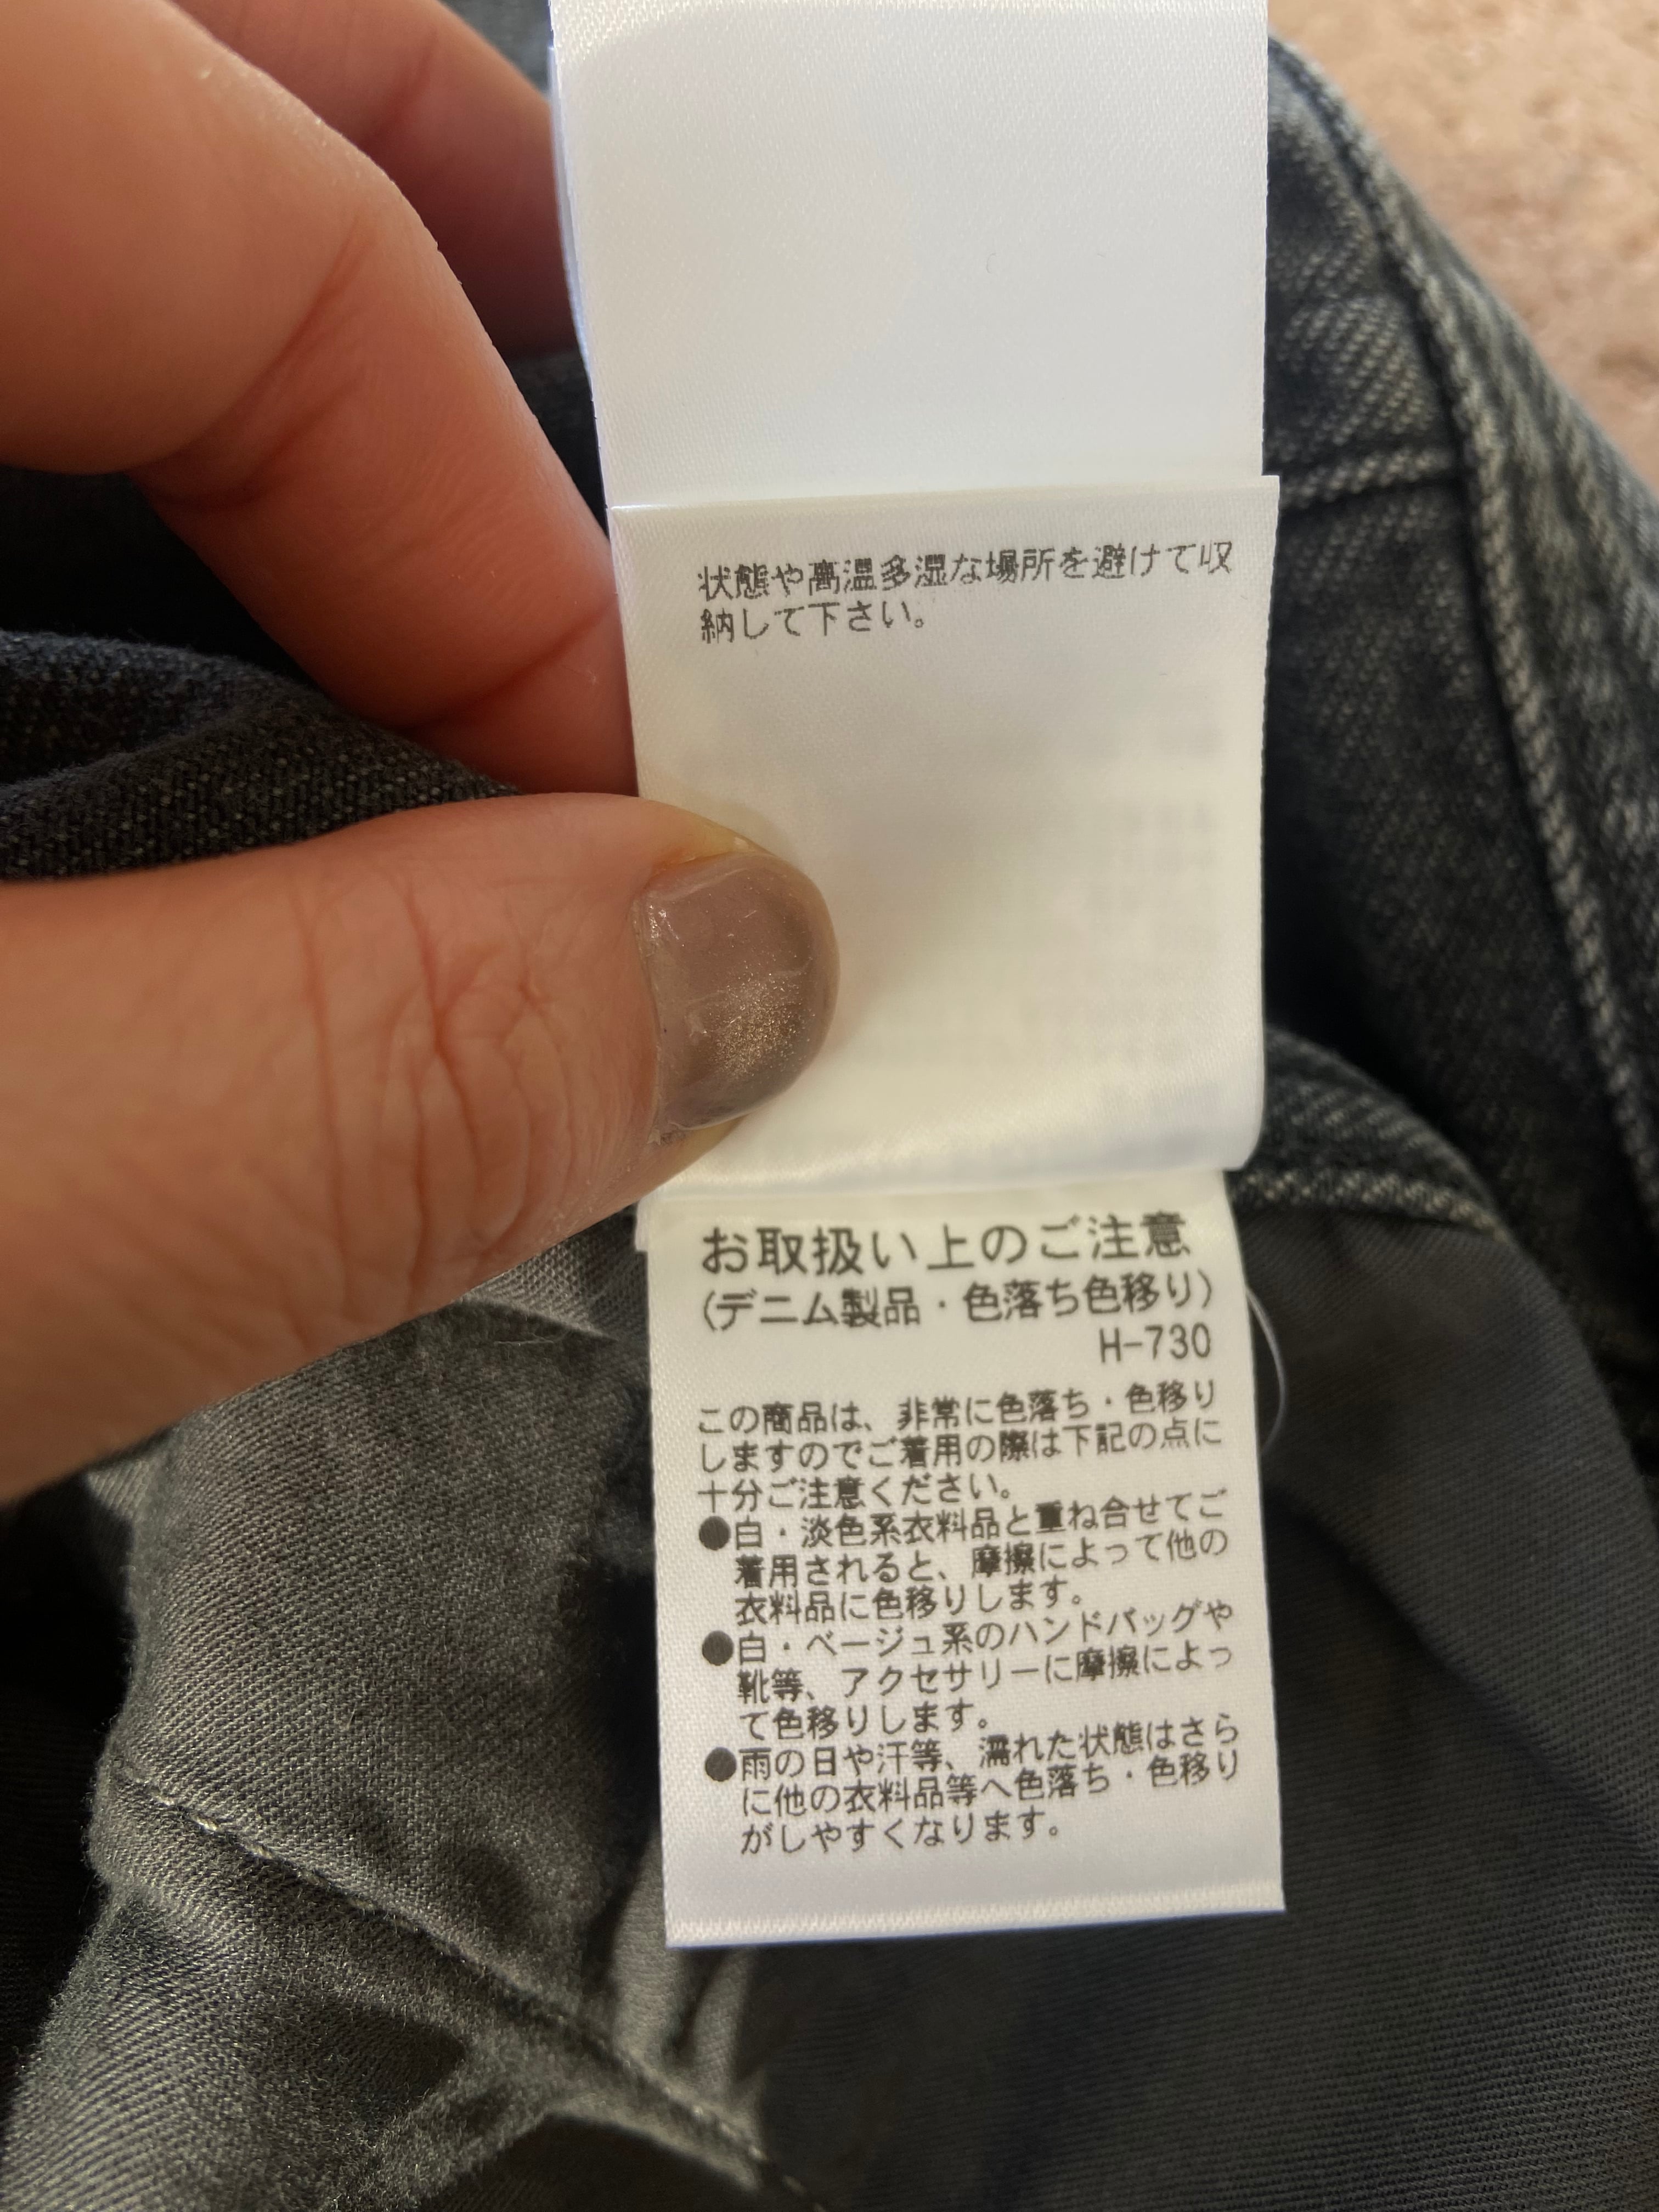 状態や高温多湿な場所を避けて収
納して下さい。
お取扱い上のご注意
(デニム製品・色落ち色移り)
H-730
この商品は、非常に色落ち・色移り
しますのでご着用の際は下記の点に
十分ご注意ください。
●白・淡色系衣料品と重ね合せてご
着用されると、摩擦によって他の
衣料品に色移りします。
●白・ベージュ系のハンドバッグや
靴等、アクセサリーに摩擦によっ
て色移りします。
●雨の日や汗等、濡れた状態はさら
に他の衣料品等へ色落ち・色移り
がしやすくなります。